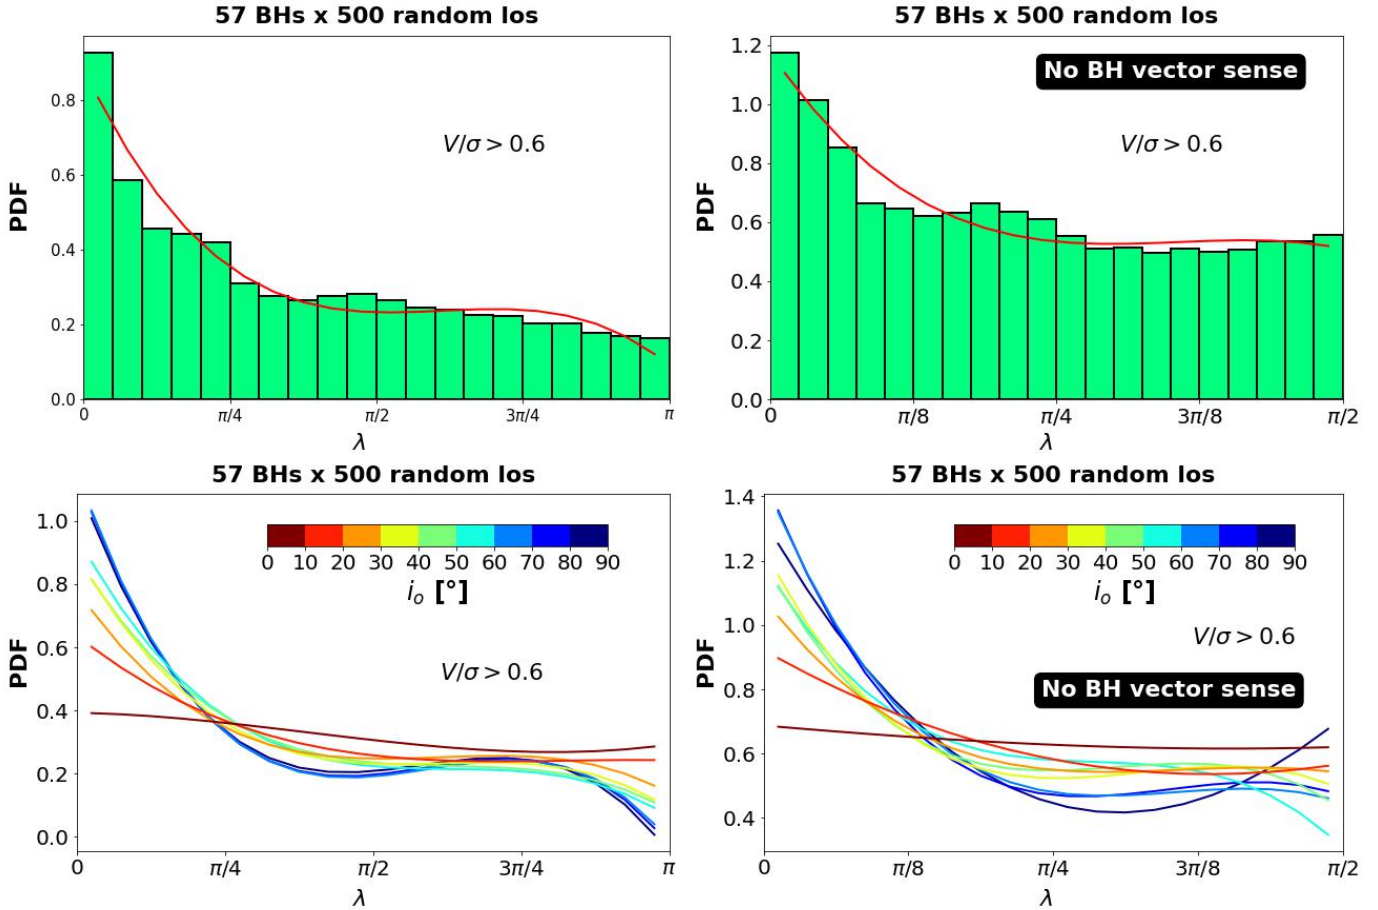 57 BHs x 500 random los
0.8
0.6
0.4
0.2
0.0
PDF
V/σ > 0.6
0 π/4 π/2 3π/4 π
λ
57 BHs x 500 random los
1.2
1.0
0.8
0.6
0.4
0.2
0.0
PDF
No BH vector sense
V/σ > 0.6
0 π/8 π/4 3π/8 π/2
λ
57 BHs x 500 random los
1.0
0.8
0.6
0.4
0.2
0.0
PDF
0 10 20 30 40 50 60 70 80 90
i_o [°]
V/σ > 0.6
0 π/4 π/2 3π/4 π
λ
57 BHs x 500 random los
1.4
1.2
1.0
0.8
0.6
0.4
PDF
0 10 20 30 40 50 60 70 80 90
i_o [°]
V/σ > 0.6
No BH vector sense
0 π/8 π/4 3π/8 π/2
λ